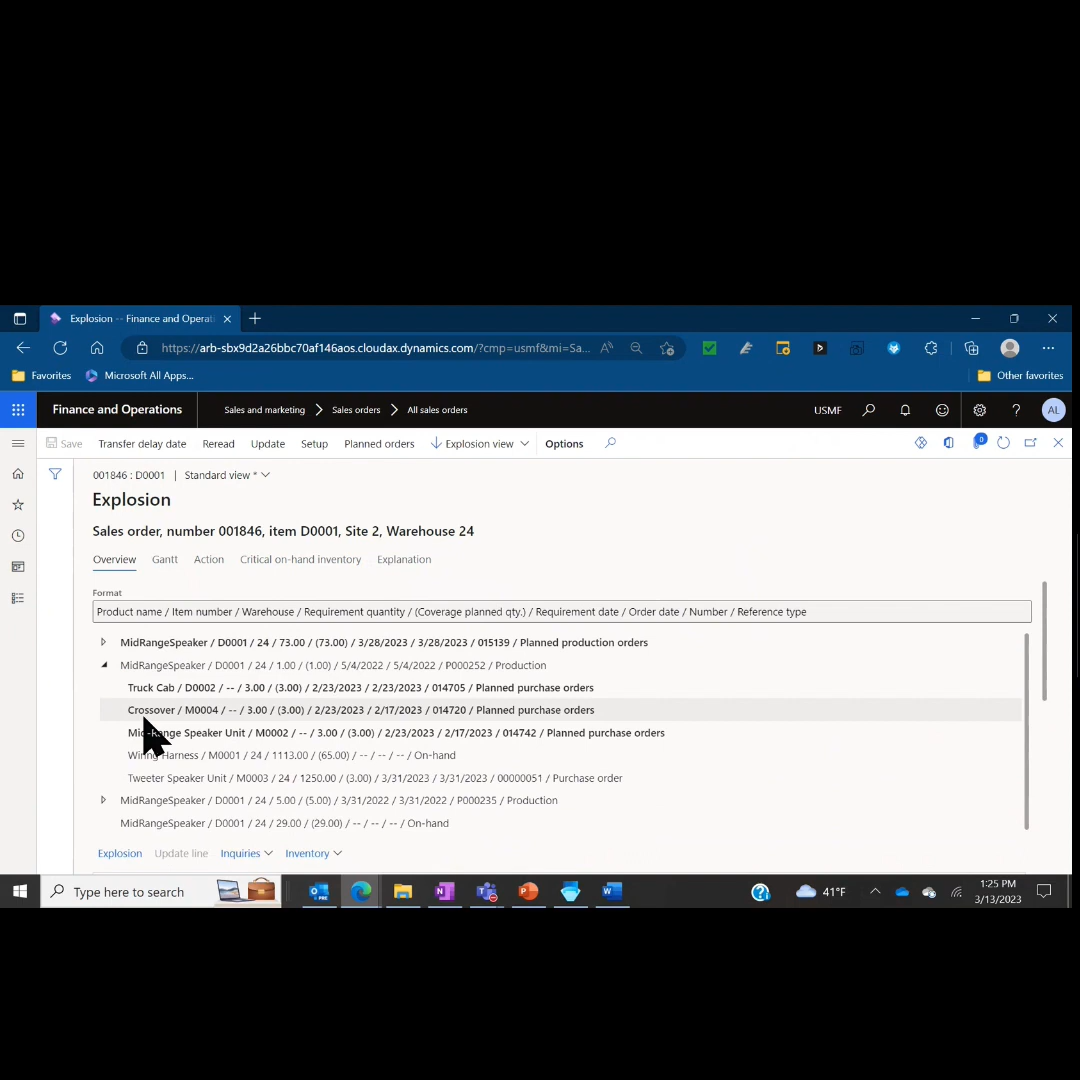 Explosion -- Finance and Operati
https://arb-sbx9d2a26bbc70af146aos.cloudax.dynamics.com/?cmp=usmf&mi=Sa...
Favorites
Microsoft All Apps...
Other favorites
Finance and Operations
Sales and marketing
Sales orders
All sales orders
USMF
?
AL
Save
Transfer delay date
Reread
Update
Setup
Planned orders
Explosion view
Options
0
001846 : D0001 | Standard view *
Explosion
Sales order, number 001846, item D0001, Site 2, Warehouse 24
Overview
Gantt
Action
Critical on-hand inventory
Explanation
Format
Product name / Item number / Warehouse / Requirement quantity / (Coverage planned qty.) / Requirement date / Order date / Number / Reference type
MidRangeSpeaker / D0001 / 24 / 73.00 / (73.00) / 3/28/2023 / 3/28/2023 / 015139 / Planned production orders
MidRangeSpeaker / D0001 / 24 / 1.00 / (1.00) / 5/4/2022 / 5/4/2022 / P000252 / Production
Truck Cab / D0002 / -- / 3.00 / (3.00) / 2/23/2023 / 2/23/2023 / 014705 / Planned purchase orders
Crossover / M0004 / -- / 3.00 / (3.00) / 2/23/2023 / 2/17/2023 / 014720 / Planned purchase orders
Mid-Range Speaker Unit / M0002 / -- / 3.00 / (3.00) / 2/23/2023 / 2/17/2023 / 014742 / Planned purchase orders
Wiring Harness / M0001 / 24 / 1113.00 / (65.00) / -- / -- / -- / On-hand
Tweeter Speaker Unit / M0003 / 24 / 1250.00 / (3.00) / 3/31/2023 / 3/31/2023 / 00000051 / Purchase order
MidRangeSpeaker / D0001 / 24 / 5.00 / (5.00) / 3/31/2022 / 3/31/2022 / P000235 / Production
MidRangeSpeaker / D0001 / 24 / 29.00 / (29.00) / -- / -- / -- / On-hand
Explosion
Update line
Inquiries
Inventory
Type here to search
41°F
1:25 PM
3/13/2023